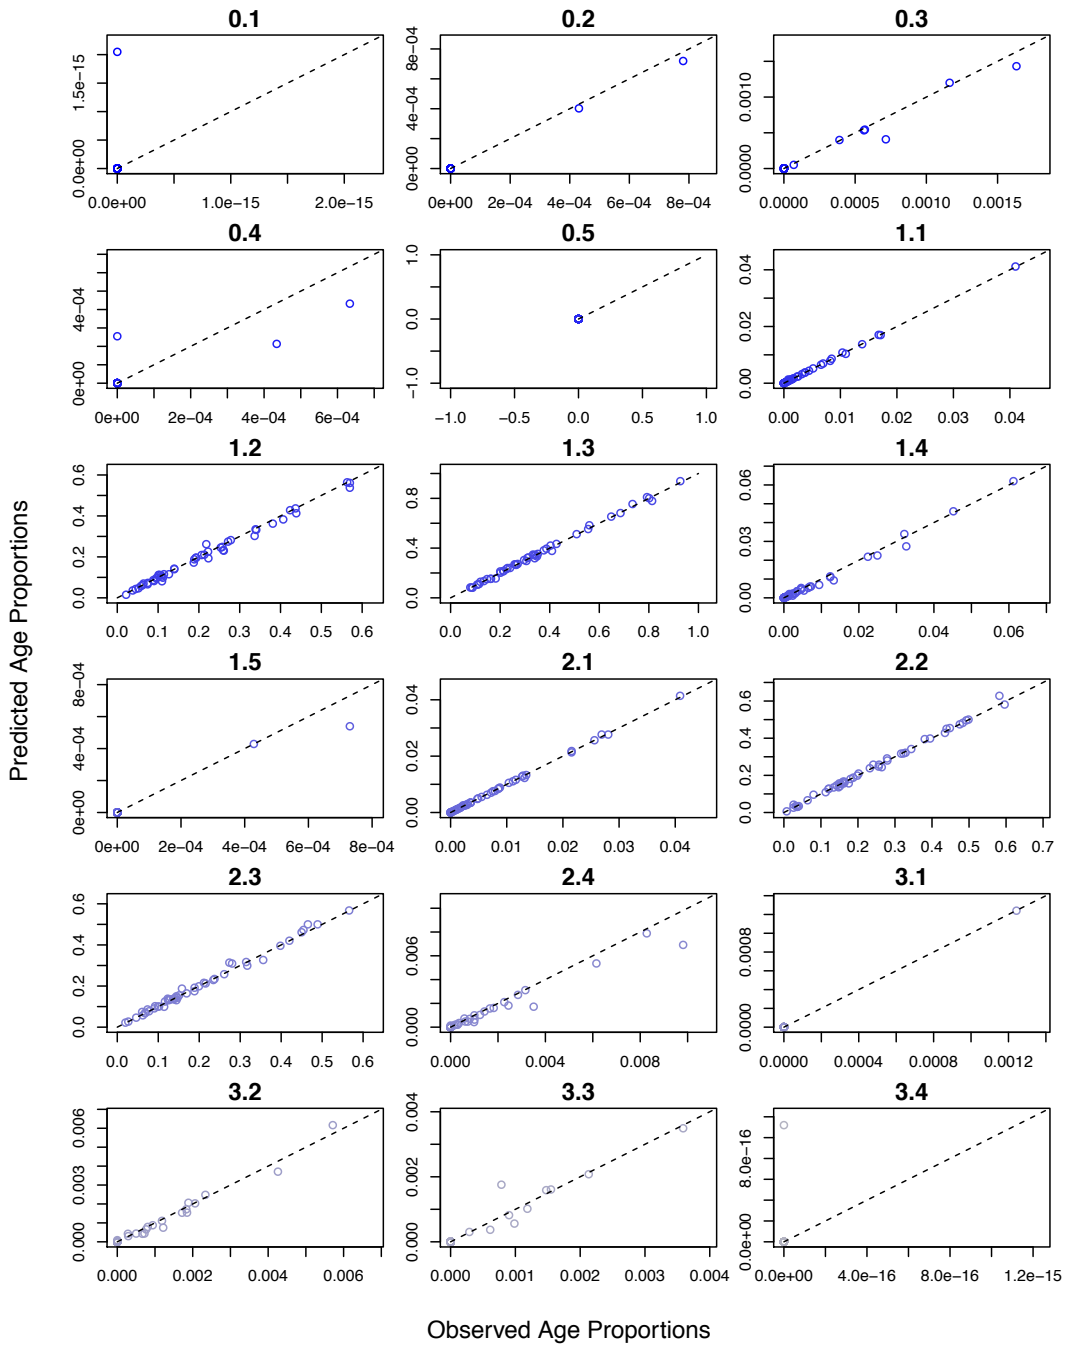 0.1 0.2 0.3
0.0e+00 1.5e−15
0.0e+00 1.0e−15 2.0e−15
0e+00 4e−04 8e−04
0e+00 2e−04 4e−04 6e−04 8e−04
0.0000 0.0010
0.0000 0.0005 0.0010 0.0015
0.4 0.5 1.1
0e+00 4e−04
0e+00 2e−04 4e−04 6e−04
−1.0 0.0 1.0
−1.0 −0.5 0.0 0.5 1.0
0.00 0.02 0.04
0.00 0.01 0.02 0.03 0.04
1.2 1.3 1.4
0.0 0.2 0.4 0.6
0.0 0.1 0.2 0.3 0.4 0.5 0.6
0.0 0.4 0.8
0.0 0.2 0.4 0.6 0.8 1.0
0.00 0.03 0.06
0.00 0.02 0.04 0.06
Predicted Age Proportions
1.5 2.1 2.2
0e+00 4e−04 8e−04
0e+00 2e−04 4e−04 6e−04 8e−04
0.00 0.02 0.04
0.00 0.01 0.02 0.03 0.04
0.0 0.2 0.4 0.6
0.0 0.1 0.2 0.3 0.4 0.5 0.6 0.7
2.3 2.4 3.1
0.0 0.2 0.4 0.6
0.0 0.1 0.2 0.3 0.4 0.5 0.6
0.000 0.006
0.000 0.004 0.008
0.0000 0.0008
0.0000 0.0004 0.0008 0.0012
3.2 3.3 3.4
0.000 0.003 0.006
0.000 0.002 0.004 0.006
0.000 0.002 0.004
0.000 0.001 0.002 0.003 0.004
0.0e+00 8.0e−16
0.0e+00 4.0e−16 8.0e−16 1.2e−15
Observed Age Proportions